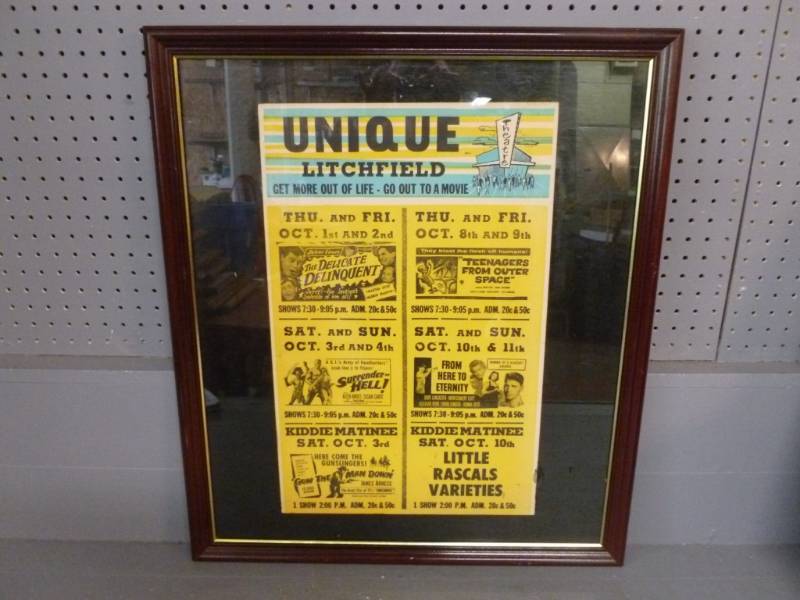 UNIQUE
Theatre
LITCHFIELD
GET MORE OUT OF LIFE - GO OUT TO A MOVIE
THU. AND FRI.
OCT. 1st AND 2nd
The DELICATE
DELINQUENT
SHOWS 7:30 - 9:05 p.m. ADM. 20c & 50c
SAT. AND SUN.
OCT. 3rd AND 4th
Surrender-
HELL!
SHOWS 7:30 - 9:05 p.m. ADM. 20c & 50c
KIDDIE MATINEE
SAT. OCT. 3rd
HERE COME THE
GUNSLINGERS!
GUN THE MAN DOWN
JAMES ARNESS
1 SHOW 2:00 P.M. ADM. 20c & 50c
THU. AND FRI.
OCT. 8th AND 9th
They blast the flesh off humans!
"TEENAGERS
FROM OUTER
SPACE"
SHOWS 7:30 - 9:05 p.m. ADM. 20c & 50c
SAT. AND SUN.
OCT. 10th & 11th
FROM
HERE TO
ETERNITY
SHOWS 7:30 - 9:05 p.m. ADM. 20c & 50c
KIDDIE MATINEE
SAT. OCT. 10th
LITTLE
RASCALS
VARIETIES
1 SHOW 2:00 P.M. ADM. 20c & 50c